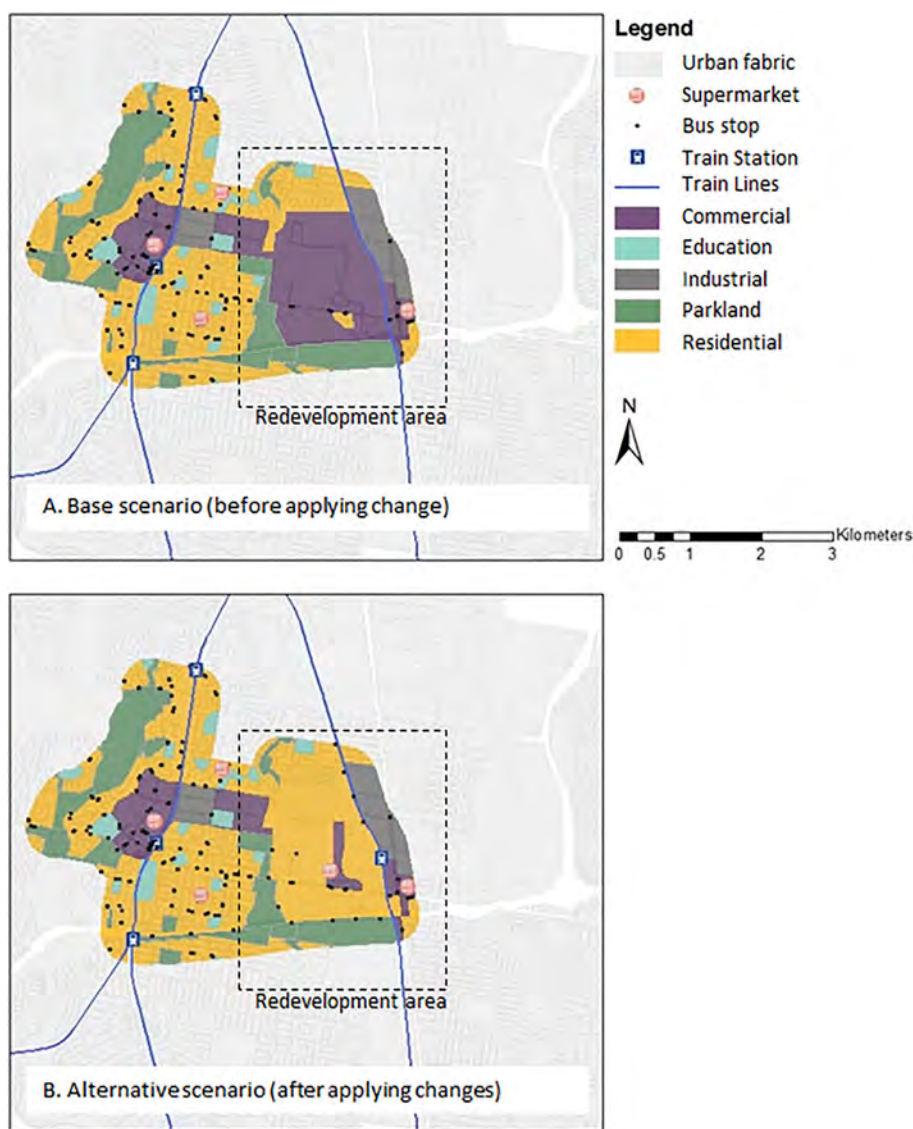 Legend
Urban fabric
Supermarket
Bus stop
Train Station
Train Lines
Commercial
Education
Industrial
Parkland
Residential
N
Kilometers
0 0.5 1 2 3
Redevelopment area
A. Base scenario (before applying change)
Redevelopment area
B. Alternative scenario (after applying changes)